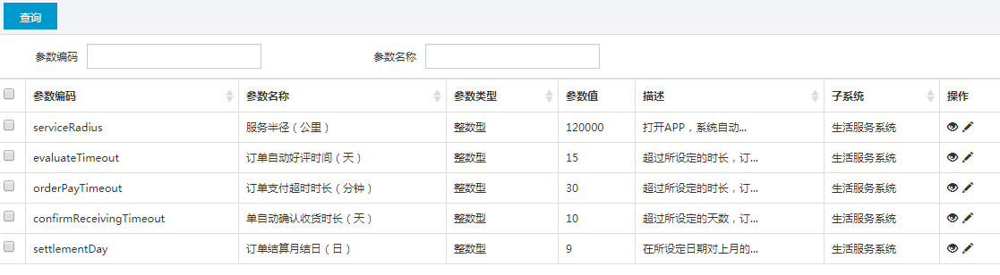 查询
参数编码 参数名称
参数编码 参数名称 参数类型 参数值 描述 子系统 操作
serviceRadius 服务半径（公里） 整数型 120000 打开APP，系统自动... 生活服务系统
evaluateTimeout 订单自动好评时间（天） 整数型 15 超过所设定的时长，订... 生活服务系统
orderPayTimeout 订单支付超时时长（分钟） 整数型 30 超过所设定的时长，订... 生活服务系统
confirmReceivingTimeout 单自动确认收货时长（天） 整数型 10 超过所设定的天数，订... 生活服务系统
settlementDay 订单结算月结日（日） 整数型 9 在所设定日期对上月的... 生活服务系统